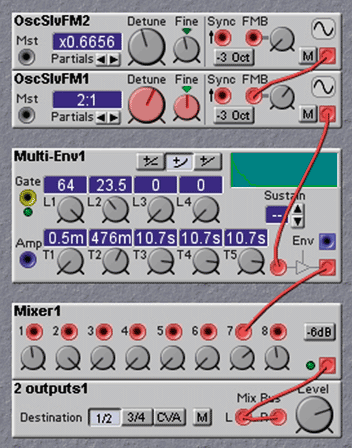 OscSlvFM2
Detune Fine Sync FMB
Mst x0.6656
Partials -3 Oct M
OscSlvFM1
Detune Fine Sync FMB
Mst 2:1
Partials -3 Oct M
Multi-Env1
Gate 64 23.5 0 0
Sustain
L1 L2 L3 L4 --
Amp 0.5m 476m 10.7s 10.7s 10.7s Env
T1 T2 T3 T4 T5
Mixer1
1 2 3 4 5 6 7 8 -6dB
2 outputs1
Mix Bus Level
Destination 1/2 3/4 CVA M L R